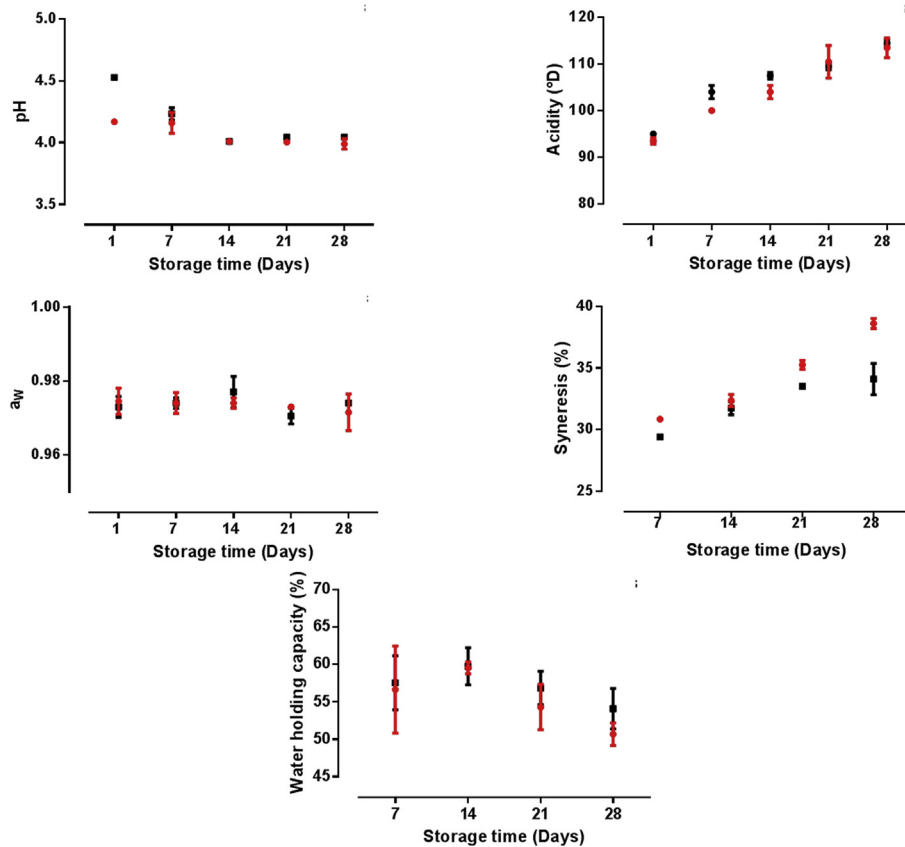 5.0
4.5
4.0
3.5
pH
1 7 14 21 28
Storage time (Days)
;
120
110
100
90
80
Acidity (°D)
1 7 14 21 28
Storage time (Days)
1.00
0.98
0.96
aw
1 7 14 21 28
Storage time (Days)
;
40
35
30
25
Syneresis (%)
7 14 21 28
Storage time (Days)
70
65
60
55
50
45
Water holding capacity (%)
7 14 21 28
Storage time (Days)
;